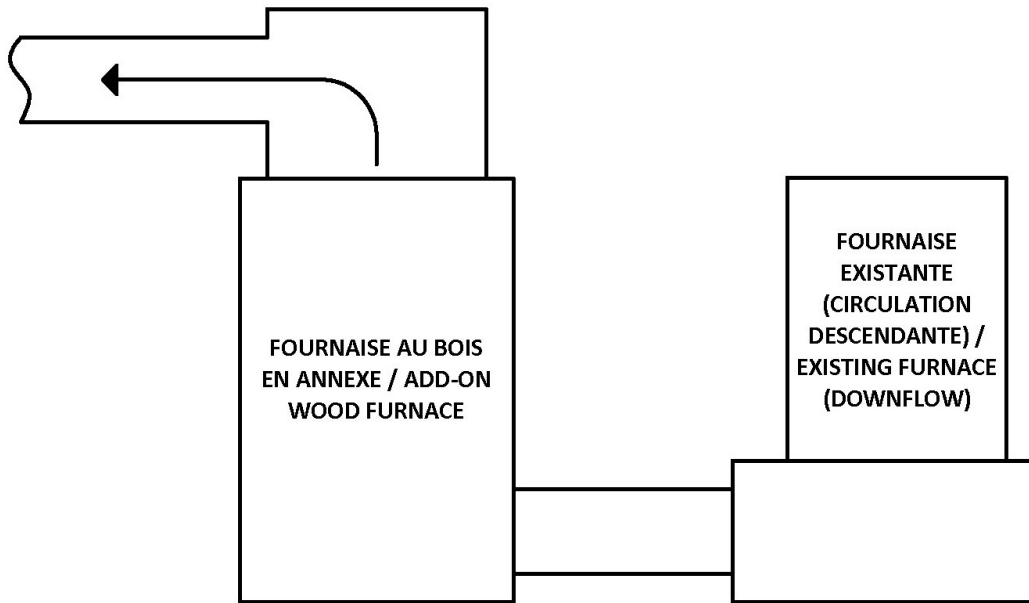 FOURNAISE AU BOIS
EN ANNEXE / ADD-ON
WOOD FURNACE
FOURNAISE
EXISTANTE
(CIRCULATION
DESCENDANTE) /
EXISTING FURNACE
(DOWNFLOW)